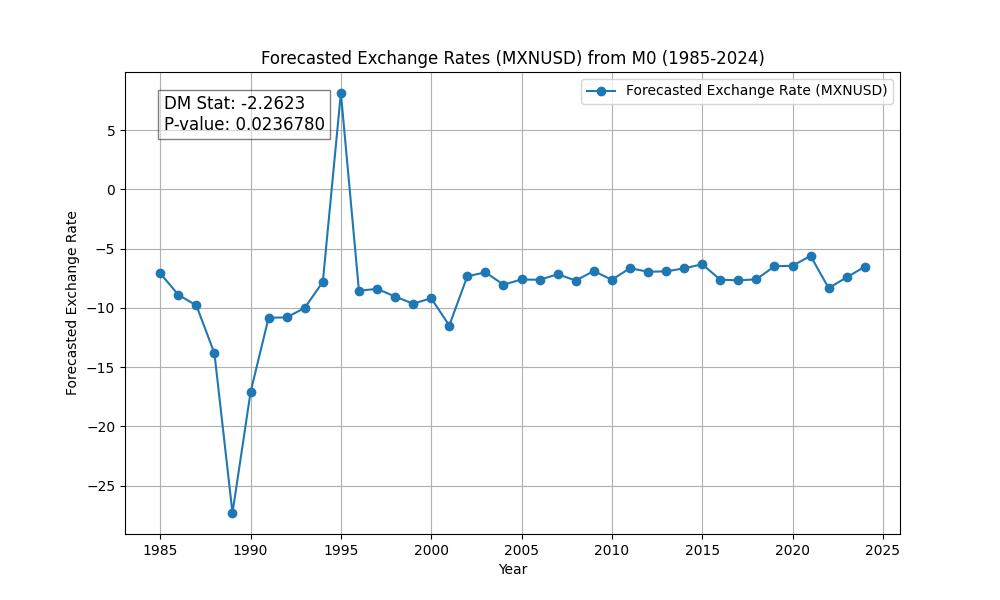 Forecasted Exchange Rates (MXNUSD) from M0 (1985-2024)
DM Stat: -2.2623
P-value: 0.0236780
Forecasted Exchange Rate (MXNUSD)
Forecasted Exchange Rate
5
0
−5
−10
−15
−20
−25
1985 1990 1995 2000 2005 2010 2015 2020 2025
Year